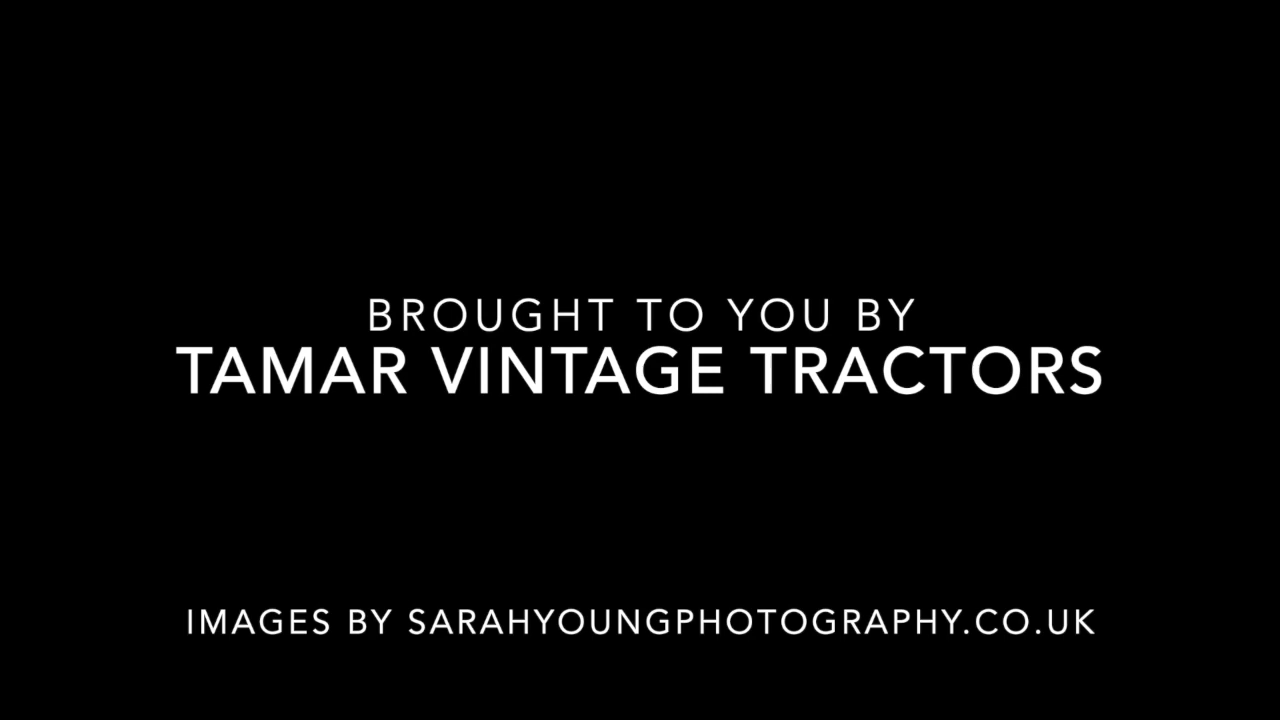 BROUGHT TO YOU BY
TAMAR VINTAGE TRACTORS
IMAGES BY SARAHYOUNGPHOTOGRAPHY.CO.UK